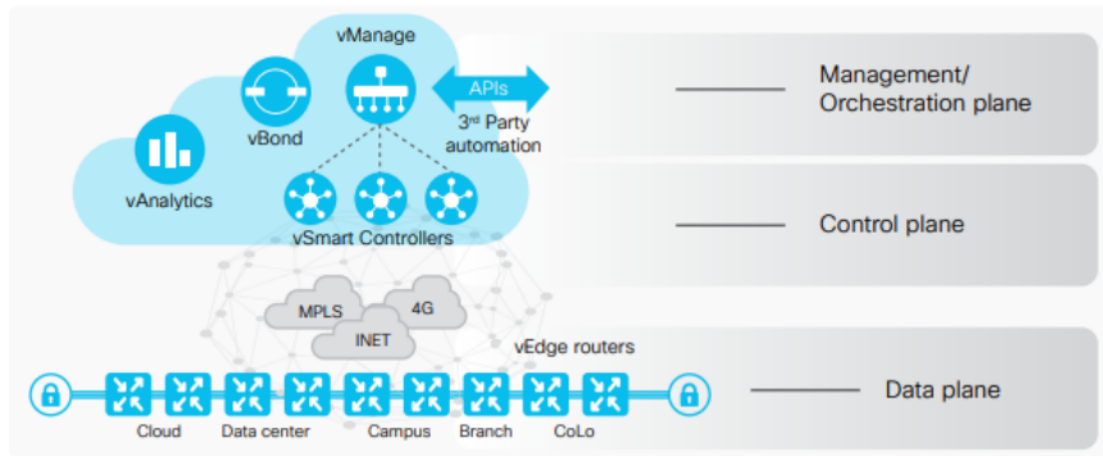 vManage
vBond
vAnalytics
APIs
3rd Party
automation
vSmart Controllers
Management/
Orchestration plane
Control plane
MPLS
4G
INET
vEdge routers
Cloud
Data center
Campus
Branch
CoLo
Data plane